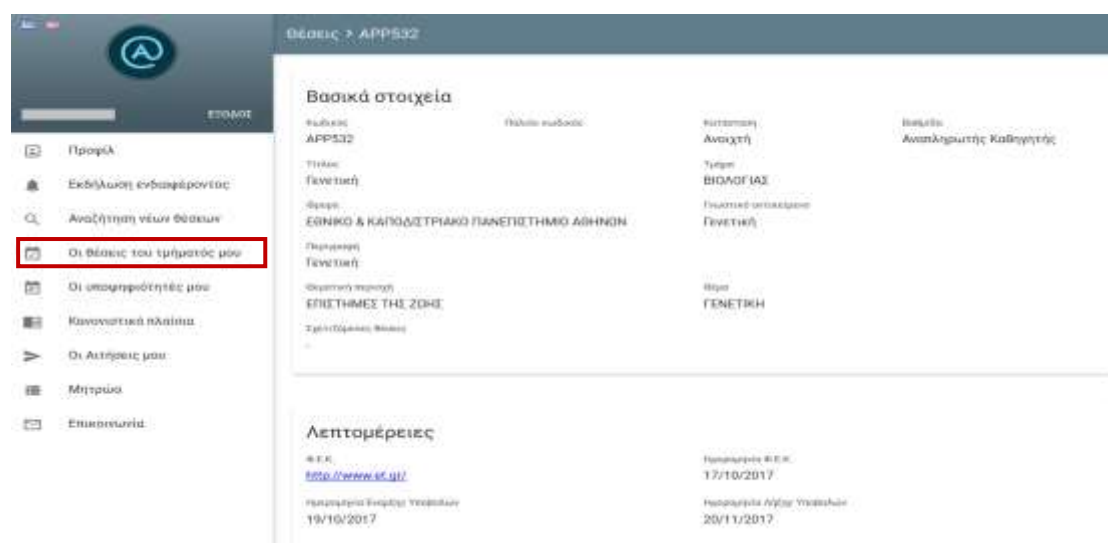 Θέσεις > APP532
ΕΞΟΔΟΣ
Προφίλ
Εκδήλωση ενδιαφέροντος
Αναζήτηση νέων θέσεων
Οι θέσεις του τμήματός μου
Οι υποψηφιότητές μου
Κανονιστικά πλαίσια
Οι Αιτήσεις μου
Μητρώα
Επικοινωνία
Βασικά στοιχεία
Κωδικός Παλαιός κωδικός Κατάσταση Βαθμίδα
APP532 Ανοιχτή Αναπληρωτής Καθηγητής
Τίτλος Τμήμα
Γενετική ΒΙΟΛΟΓΙΑΣ
Ίδρυμα Γνωστικό αντικείμενο
ΕΘΝΙΚΟ & ΚΑΠΟΔΙΣΤΡΙΑΚΟ ΠΑΝΕΠΙΣΤΗΜΙΟ ΑΘΗΝΩΝ Γενετική
Περιγραφή
Γενετική
Θεματική περιοχή Θέμα
ΕΠΙΣΤΗΜΕΣ ΤΗΣ ΖΩΗΣ ΓΕΝΕΤΙΚΗ
Σχετιζόμενες θέσεις
Λεπτομέρειες
Φ.Ε.Κ. Ημερομηνία Φ.Ε.Κ.
http://www.et.gr/ 17/10/2017
Ημερομηνία Έναρξης Υποβολών Ημερομηνία Λήξης Υποβολών
19/10/2017 20/11/2017